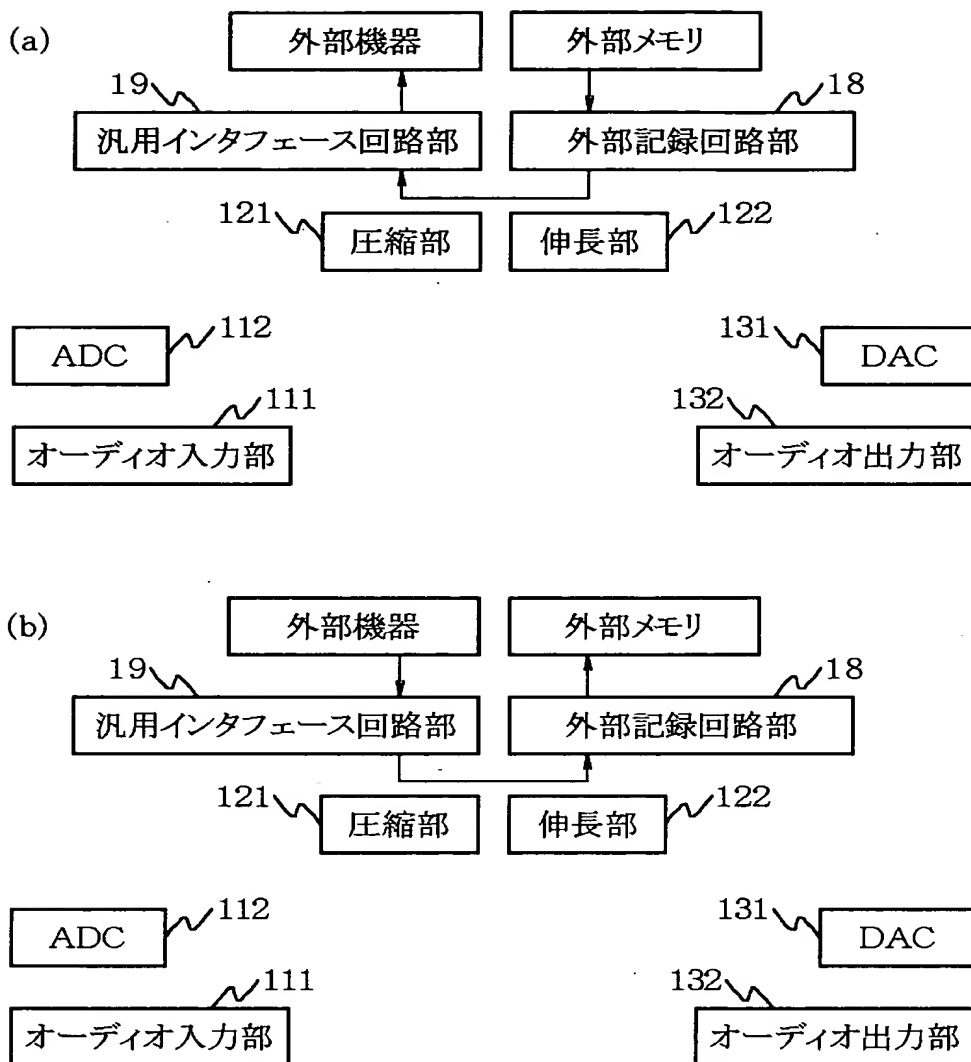 (a)
外部機器
外部メモリ
19
18
汎用インタフェース回路部
外部記録回路部
121
122
圧縮部
伸長部
112
131
ADC
DAC
111
132
オーディオ入力部
オーディオ出力部
(b)
外部機器
外部メモリ
19
18
汎用インタフェース回路部
外部記録回路部
121
122
圧縮部
伸長部
112
131
ADC
DAC
111
132
オーディオ入力部
オーディオ出力部